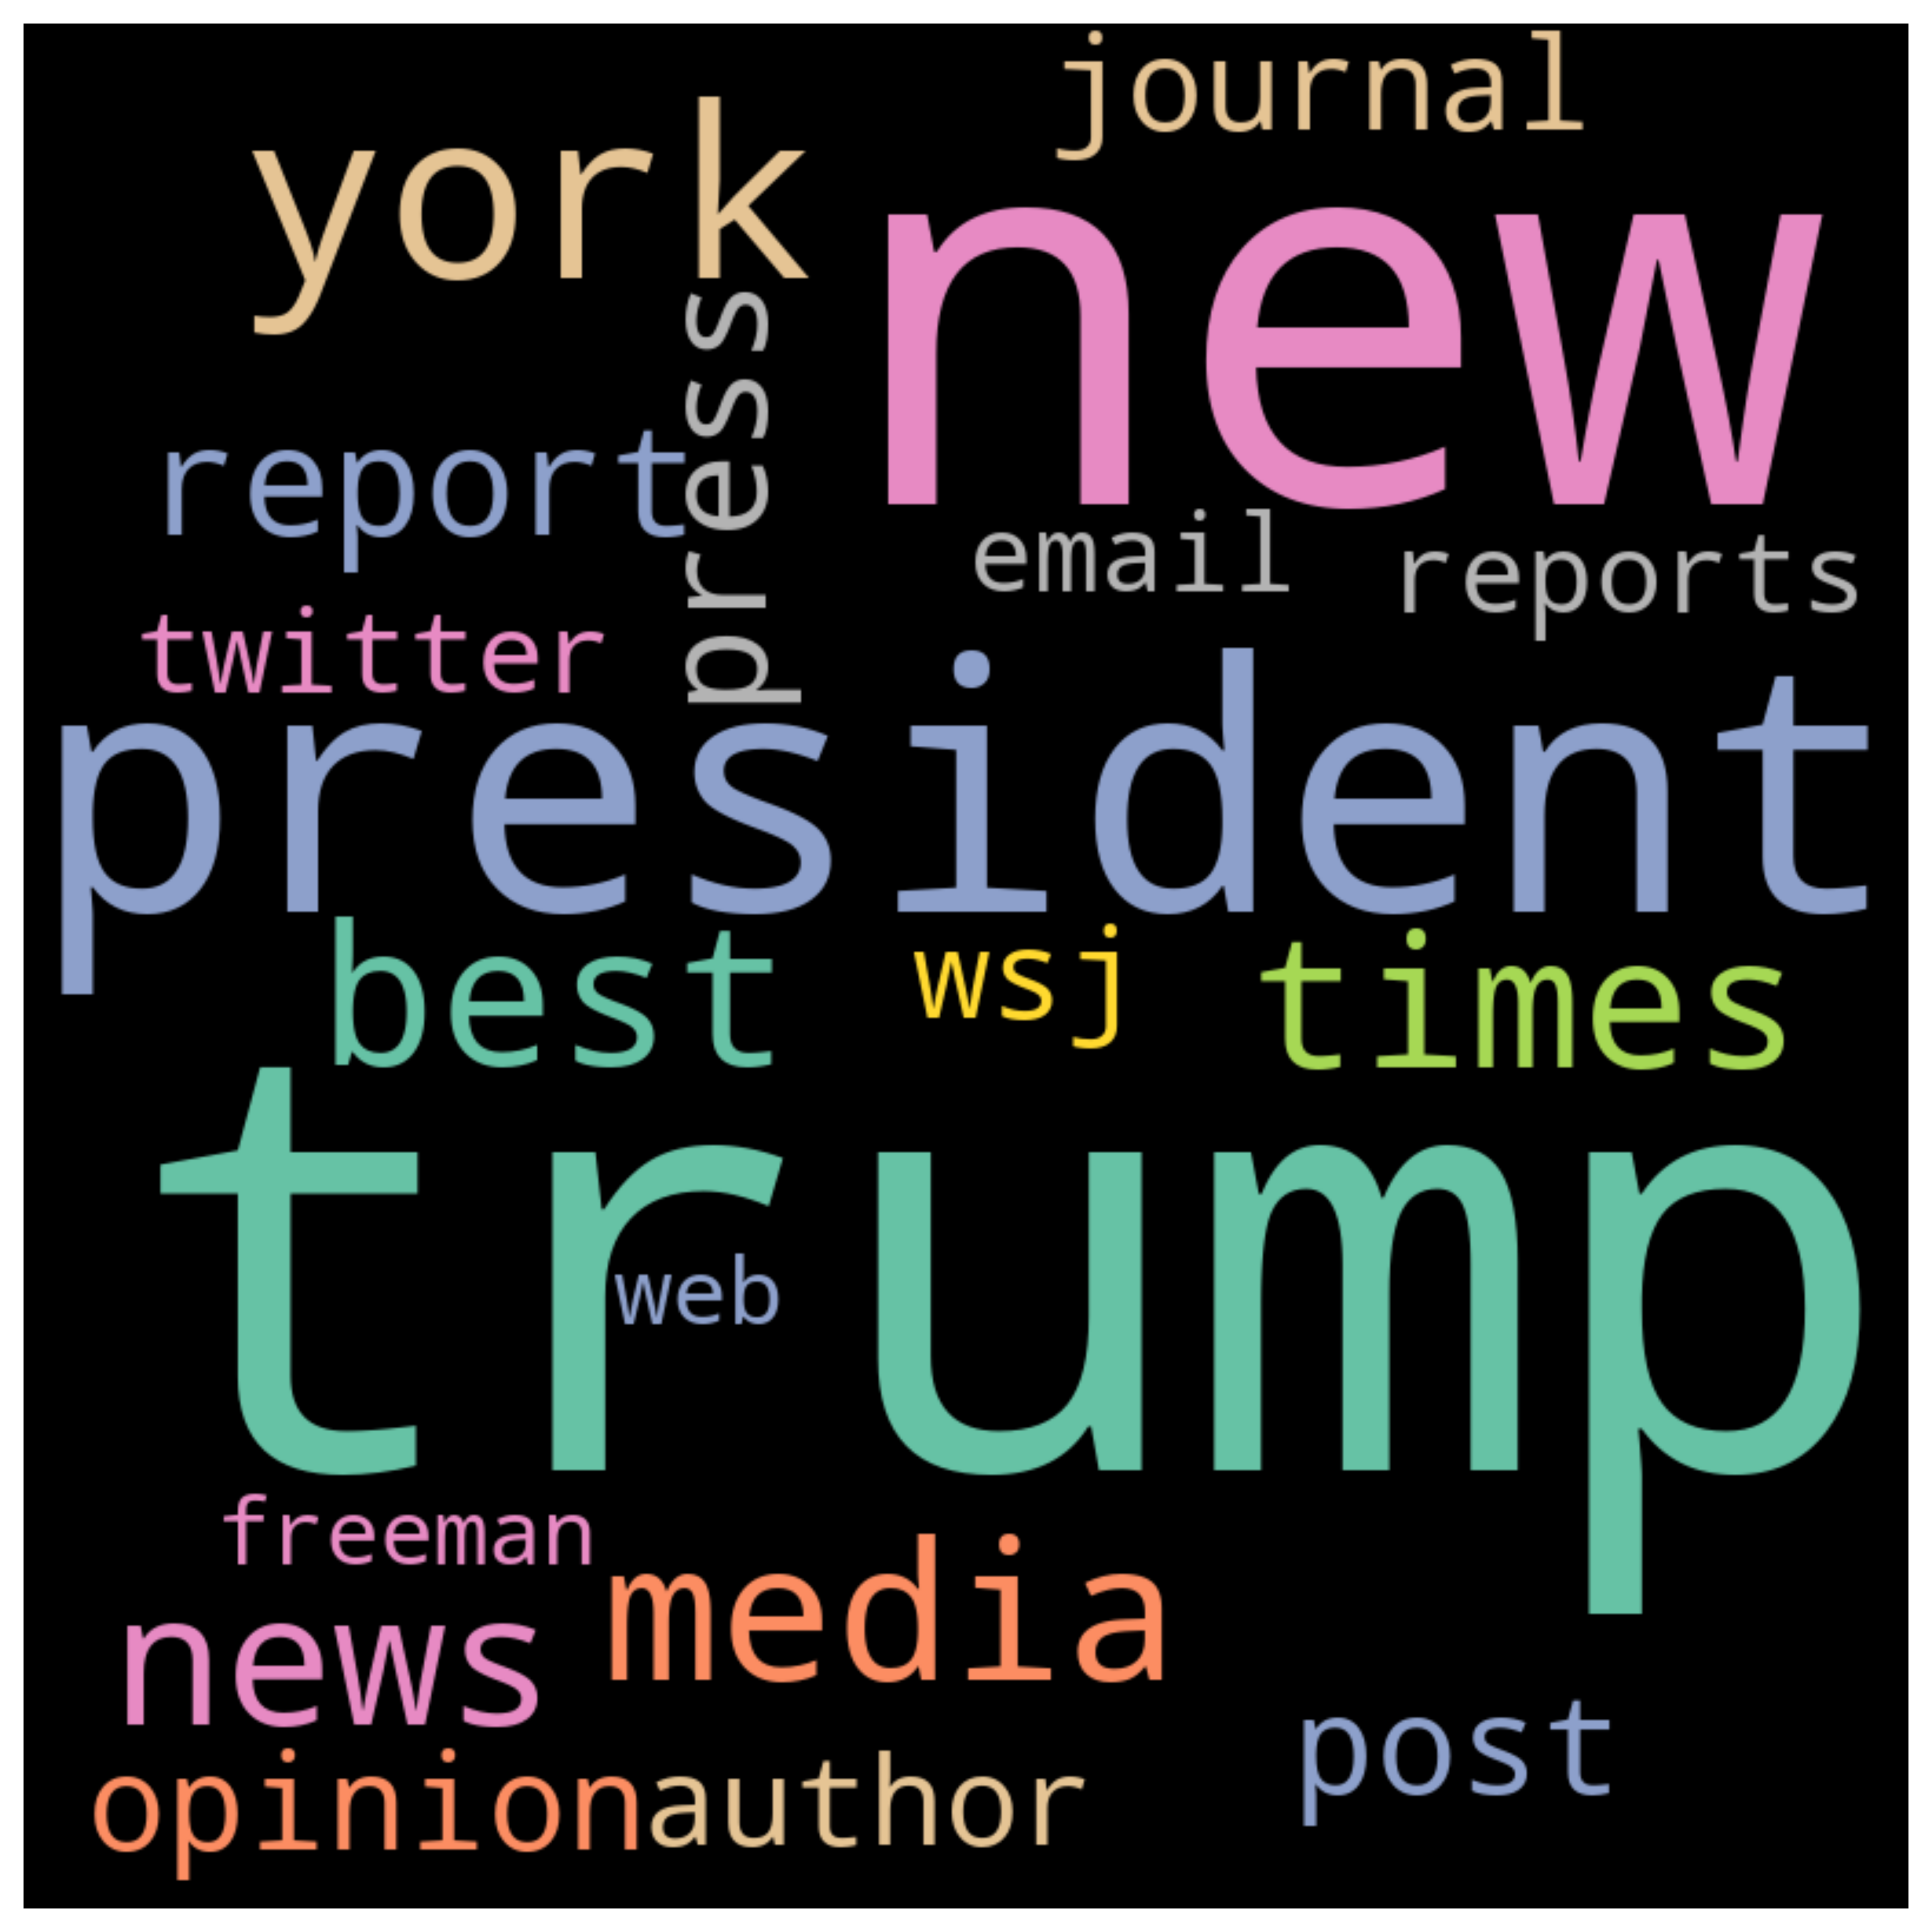 journal
york
new
press
report
email
reports
twitter
president
best
wsj
times
trump
web
freeman
media
news
post
opinion
author